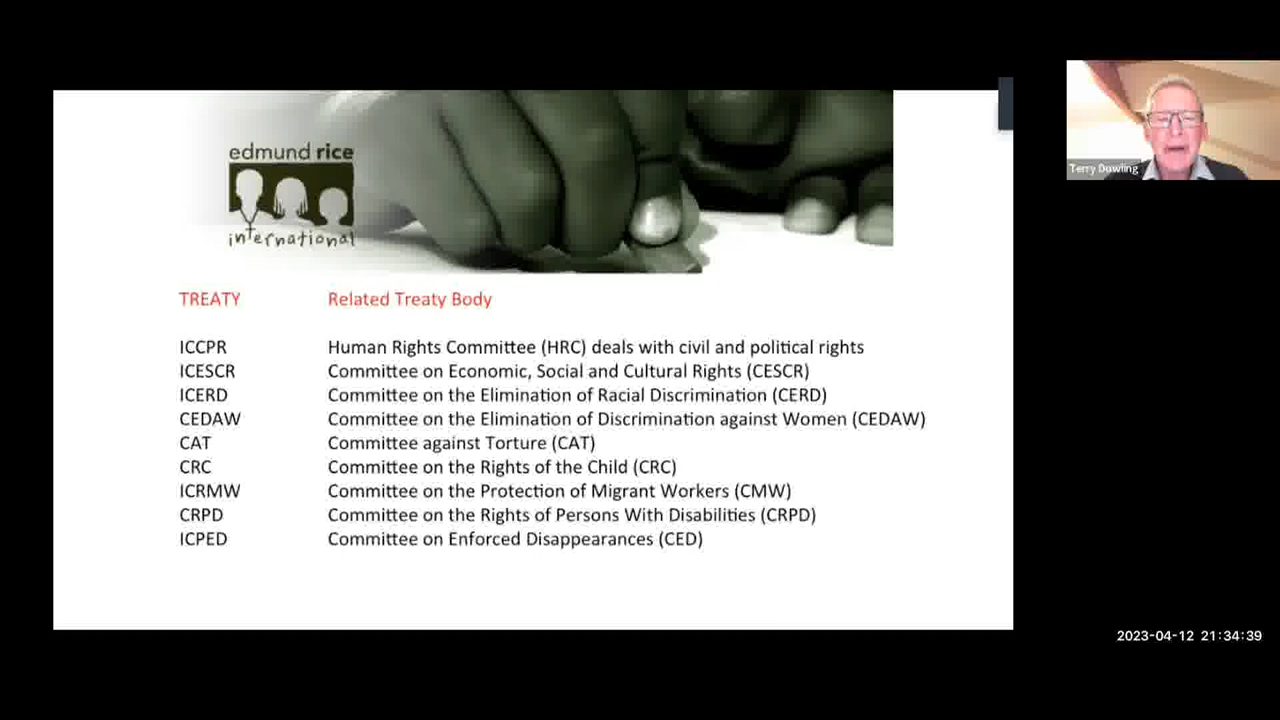 edmund rice
international
TREATY Related Treaty Body
ICCPR Human Rights Committee (HRC) deals with civil and political rights
ICESCR Committee on Economic, Social and Cultural Rights (CESCR)
ICERD Committee on the Elimination of Racial Discrimination (CERD)
CEDAW Committee on the Elimination of Discrimination against Women (CEDAW)
CAT Committee against Torture (CAT)
CRC Committee on the Rights of the Child (CRC)
ICRMW Committee on the Protection of Migrant Workers (CMW)
CRPD Committee on the Rights of Persons With Disabilities (CRPD)
ICPED Committee on Enforced Disappearances (CED)
Terry Dowling
2023-04-12 21:34:39